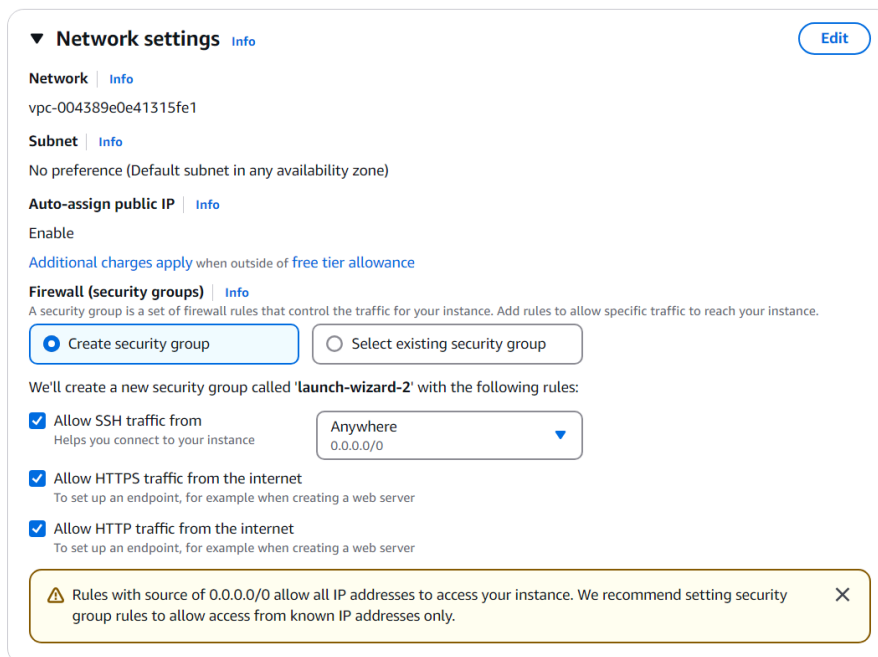 Network settings Info Edit
Network Info
vpc-004389e0e41315fe1
Subnet Info
No preference (Default subnet in any availability zone)
Auto-assign public IP Info
Enable
Additional charges apply when outside of free tier allowance
Firewall (security groups) Info
A security group is a set of firewall rules that control the traffic for your instance. Add rules to allow specific traffic to reach your instance.
Create security group Select existing security group
We'll create a new security group called 'launch-wizard-2' with the following rules:
Allow SSH traffic from
Helps you connect to your instance
Anywhere
0.0.0.0/0
Allow HTTPS traffic from the internet
To set up an endpoint, for example when creating a web server
Allow HTTP traffic from the internet
To set up an endpoint, for example when creating a web server
Rules with source of 0.0.0.0/0 allow all IP addresses to access your instance. We recommend setting security
group rules to allow access from known IP addresses only.